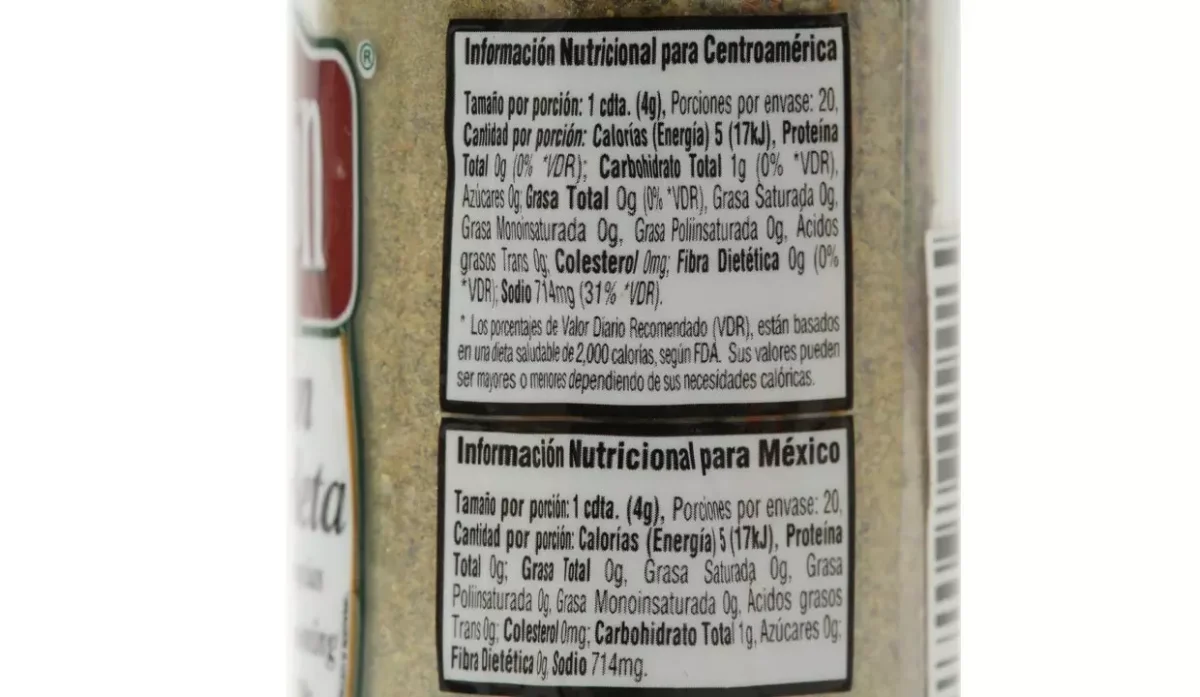 ®
Información Nutricional para Centroamérica
Tamaño por porción: 1 cdta. (4g), Porciones por envase: 20,
Cantidad por porción: Calorías (Energía) 5 (17kJ), Proteína
Total 0g (0% *VDR); Carbohidrato Total 1g (0% *VDR),
Azúcares 0g; Grasa Total 0g (0% *VDR), Grasa Saturada 0g,
Grasa Monoinsaturada 0g, Grasa Poliinsaturada 0g, Ácidos
grasos Trans 0g; Colesterol 0mg; Fibra Dietética 0g (0%
*VDR); Sodio 714mg (31% *VDR).
* Los porcentajes de Valor Diario Recomendado (VDR), están basados
en una dieta saludable de 2,000 calorías, según FDA. Sus valores pueden
ser mayores o menores dependiendo de sus necesidades calóricas.
Información Nutricional para México
Tamaño por porción: 1 cdta. (4g), Porciones por envase: 20,
Cantidad por porción: Calorías (Energía) 5 (17kJ), Proteína
Total 0g; Grasa Total 0g, Grasa Saturada 0g, Grasa
Poliinsaturada 0g, Grasa Monoinsaturada 0g, Ácidos grasos
Trans 0g; Colesterol 0mg; Carbohidrato Total 1g, Azúcares 0g;
Fibra Dietética 0g, Sodio 714mg.